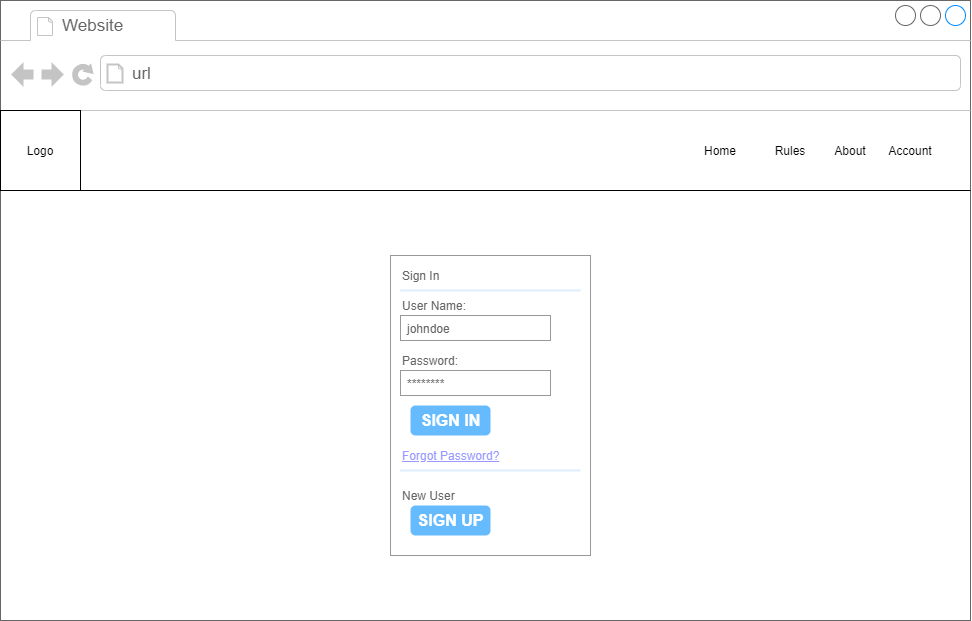 Website
url
Logo
Home Rules About Account
Sign In
User Name:
johndoe
Password:
********
SIGN IN
Forgot Password?
New User
SIGN UP